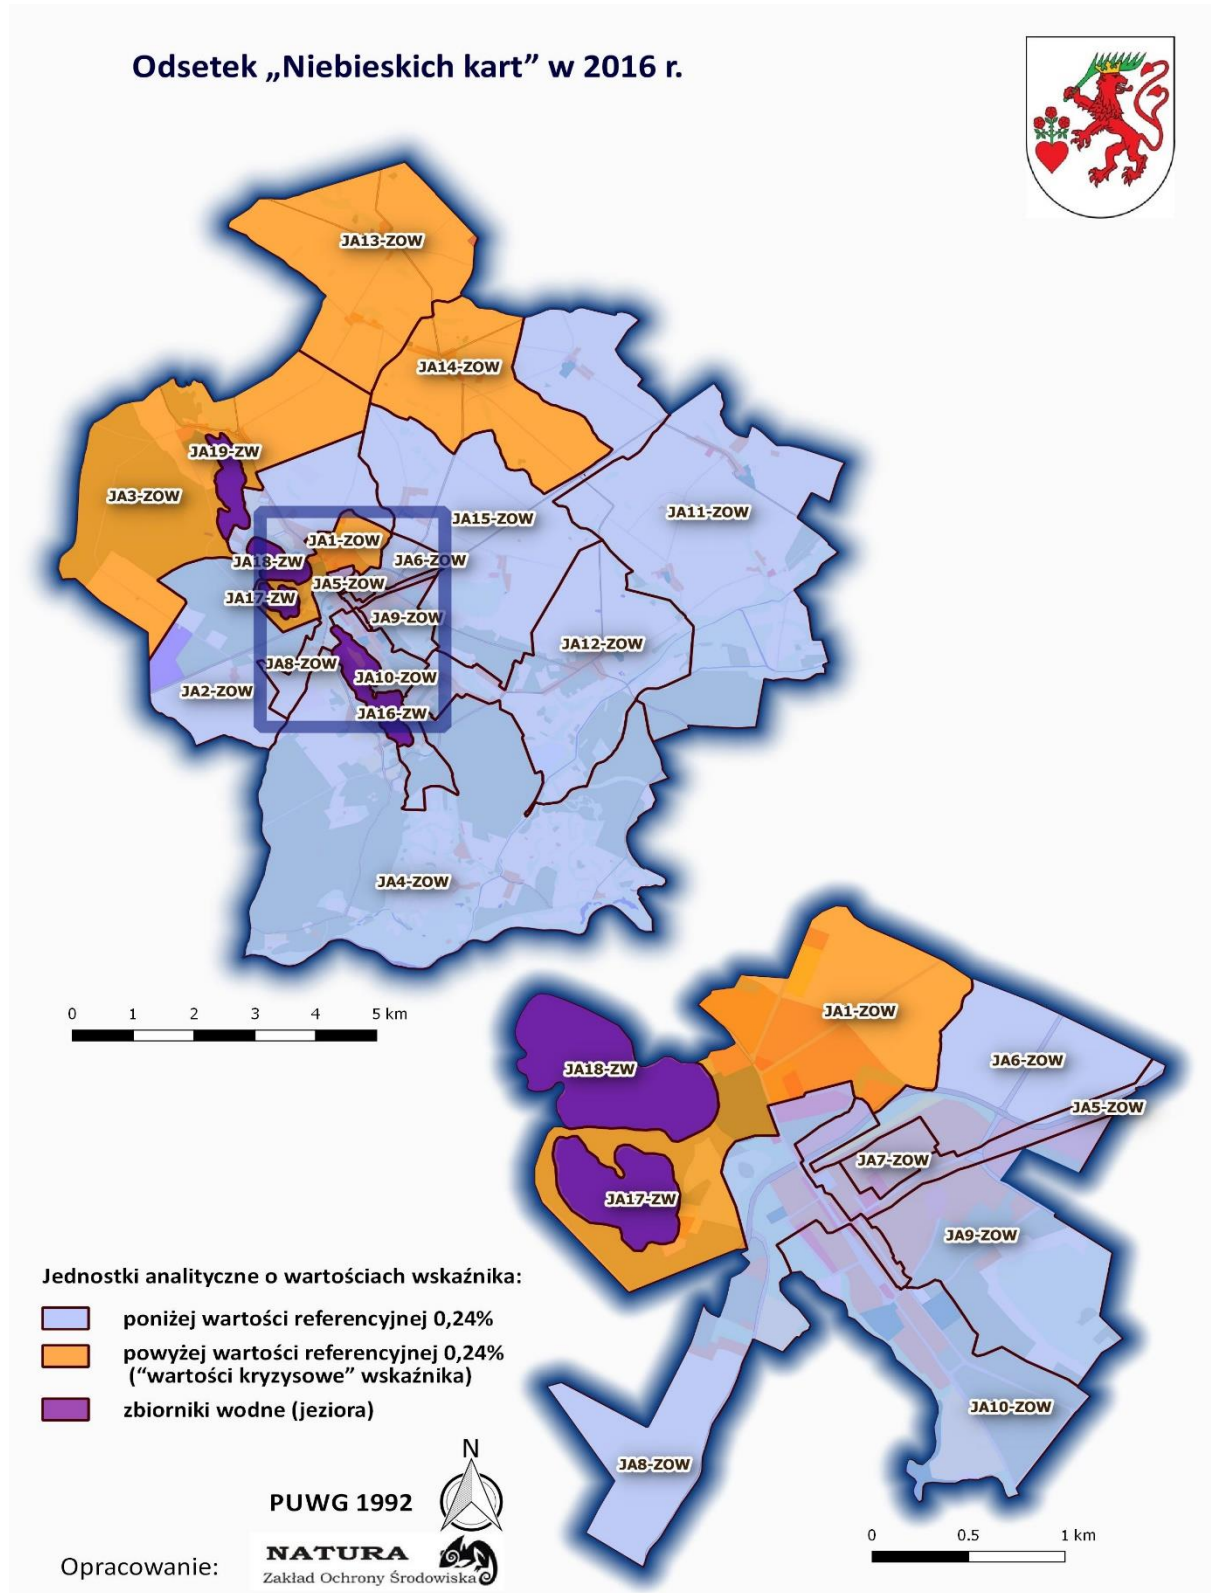 Odsetek „Niebieskich kart” w 2016 r.
JA13-ZOW
JA14-ZOW
JA19-ZW
JA3-ZOW
JA11-ZOW
JA15-ZOW
JA1-ZOW
JA18-ZW
JA6-ZOW
JA5-ZOW
JA17-ZW
JA9-ZOW
JA12-ZOW
JA8-ZOW
JA10-ZOW
JA2-ZOW
JA16-ZW
JA4-ZOW
0 1 2 3 4 5 km
JA1-ZOW
JA18-ZW
JA6-ZOW
JA5-ZOW
JA7-ZOW
JA17-ZW
JA9-ZOW
JA10-ZOW
JA8-ZOW
Jednostki analityczne o wartościach wskaźnika:
poniżej wartości referencyjnej 0,24%
powyżej wartości referencyjnej 0,24%
(“wartości kryzysowe” wskaźnika)
zbiorniki wodne (jeziora)
N
PUWG 1992
0 0.5 1 km
Opracowanie:
NATURA
Zakład Ochrony Środowiska